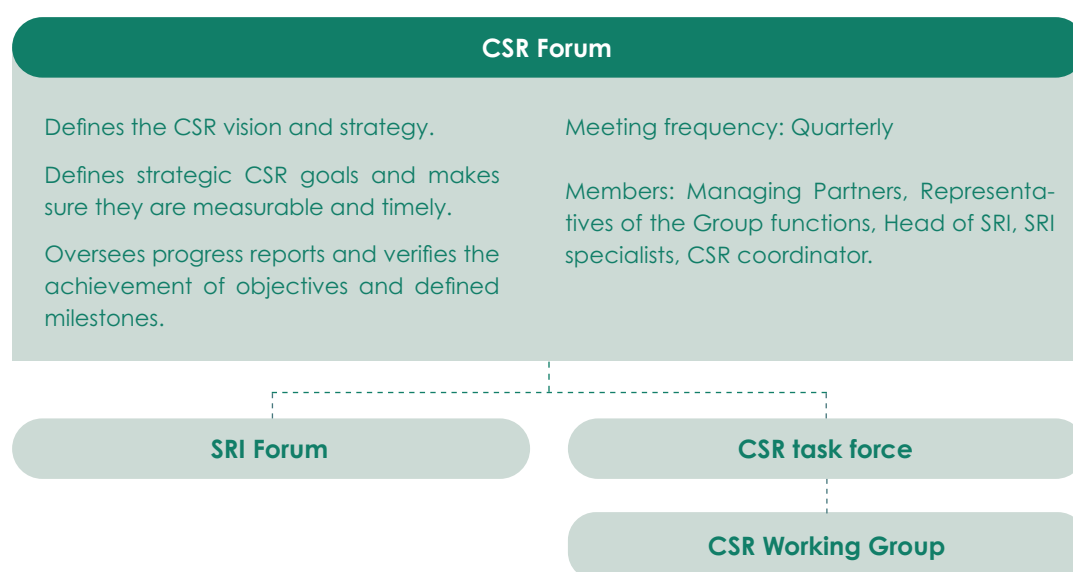 CSR Forum
Defines the CSR vision and strategy.
Defines strategic CSR goals and makes
sure they are measurable and timely.
Oversees progress reports and verifies the
achievement of objectives and defined
milestones.
Meeting frequency: Quarterly
Members: Managing Partners, Representa-
tives of the Group functions, Head of SRI, SRI
specialists, CSR coordinator.
SRI Forum
CSR task force
CSR Working Group